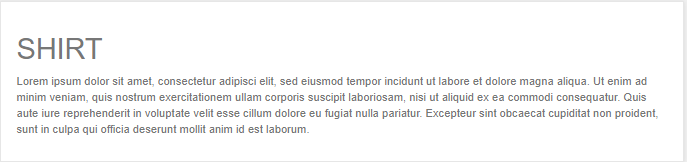 SHIRT
Lorem ipsum dolor sit amet, consectetur adipisci elit, sed eiusmod tempor incidunt ut labore et dolore magna aliqua. Ut enim ad
minim veniam, quis nostrum exercitationem ullam corporis suscipit laboriosam, nisi ut aliquid ex ea commodi consequatur. Quis
aute iure reprehenderit in voluptate velit esse cillum dolore eu fugiat nulla pariatur. Excepteur sint obcaecat cupiditat non proident,
sunt in culpa qui officia deserunt mollit anim id est laborum.